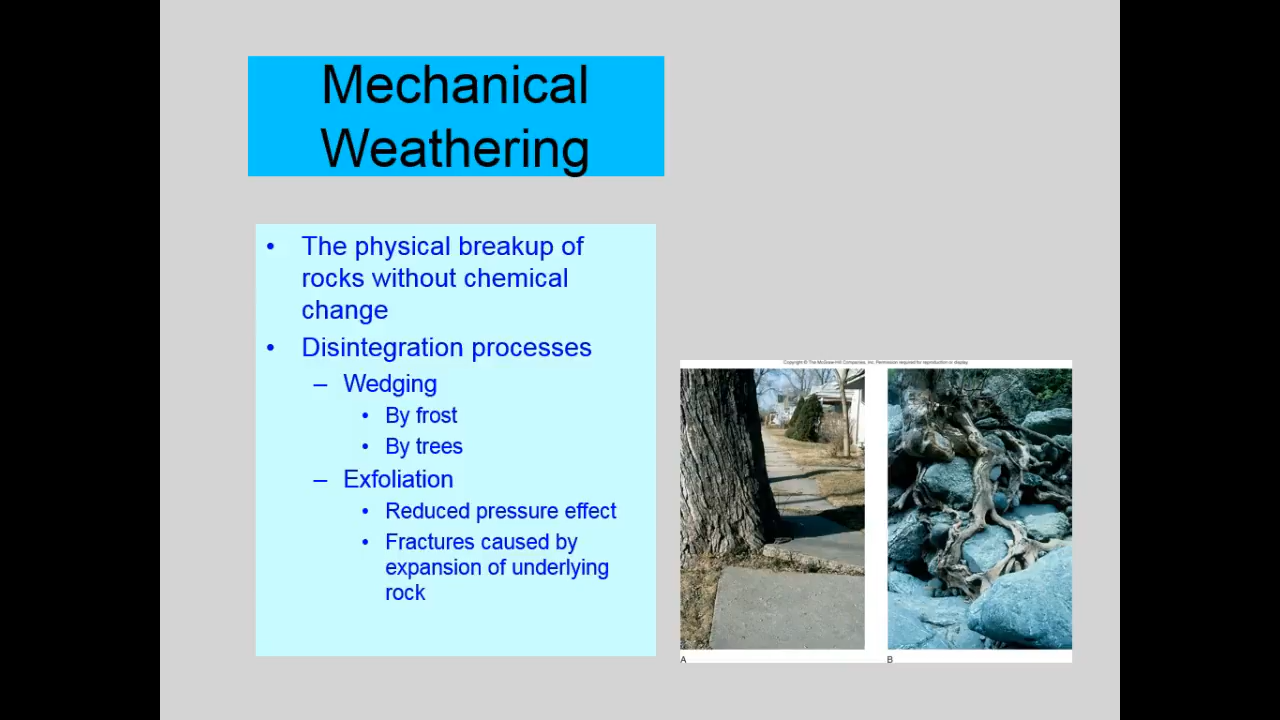 Mechanical
Weathering
• The physical breakup of
rocks without chemical
change
• Disintegration processes
– Wedging
• By frost
• By trees
– Exfoliation
• Reduced pressure effect
• Fractures caused by
expansion of underlying
rock
Copyright © The McGraw-Hill Companies, Inc. Permission required for reproduction or display.
A
B